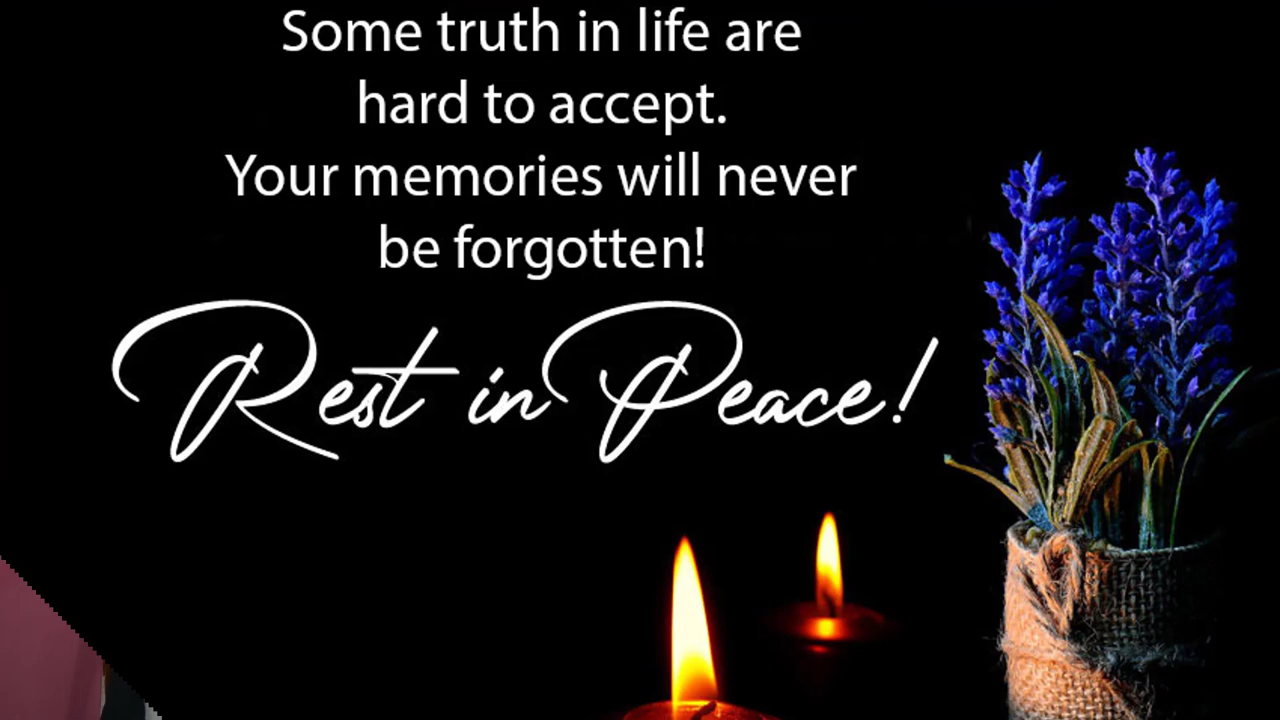 Some truth in life are
hard to accept.
Your memories will never
be forgotten!
Rest in Peace!